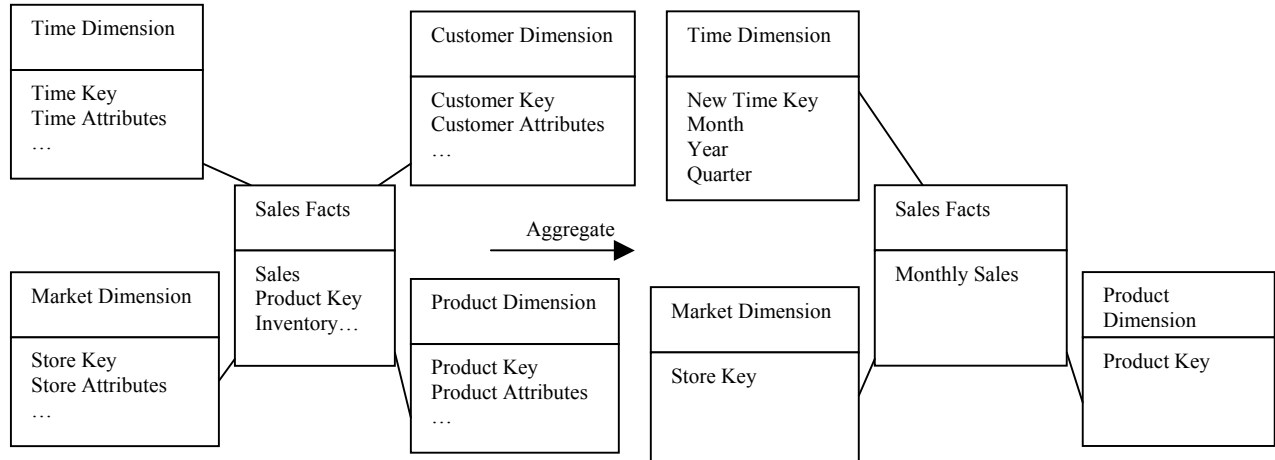 Time Dimension
Time Key
Time Attributes
…
Customer Dimension
Customer Key
Customer Attributes
…
Sales Facts
Sales
Product Key
Inventory…
Market Dimension
Store Key
Store Attributes
…
Product Dimension
Product Key
Product Attributes
…
Aggregate
Time Dimension
New Time Key
Month
Year
Quarter
Sales Facts
Monthly Sales
Market Dimension
Store Key
Product
Dimension
Product Key